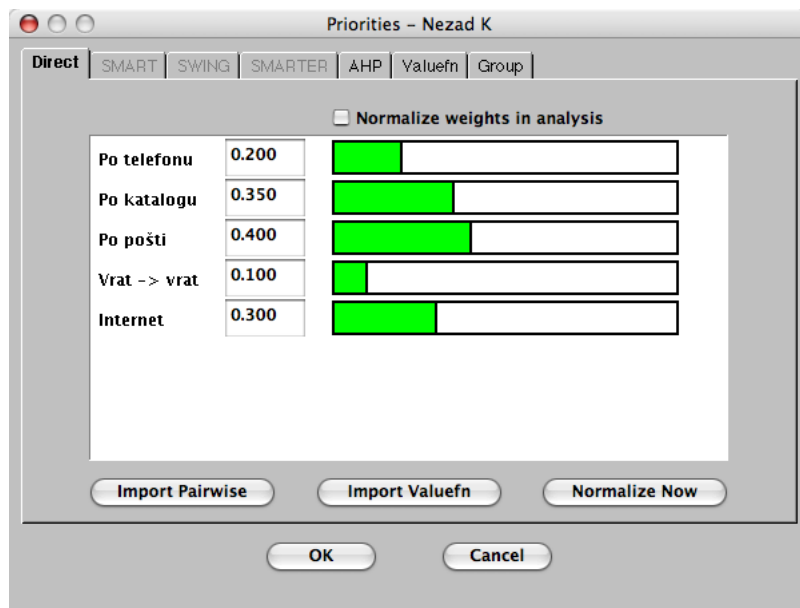 Priorities – Nezad K
Direct SMART SWING SMARTER AHP Valuefn Group
Normalize weights in analysis
Po telefonu 0.200
Po katalogu 0.350
Po pošti 0.400
Vrat -> vrat 0.100
Internet 0.300
Import Pairwise Import Valuefn Normalize Now
OK Cancel